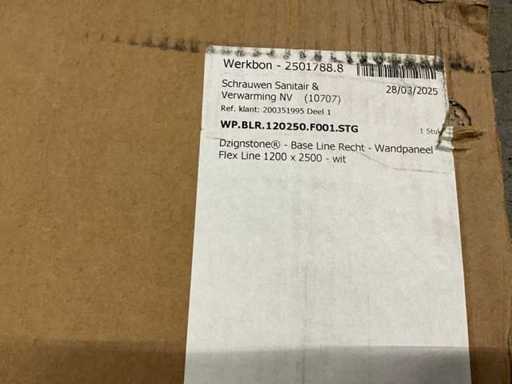 Werkbon - 2501788.8
Schrauwen Sanitair &
Verwarming NV (10707)
28/03/2025
Ref. klant: 200351995 Deel 1
WP.BLR.120250.F001.STG
1 Stuk
Dzignstone® - Base Line Recht - Wandpaneel
Flex Line 1200 x 2500 - wit